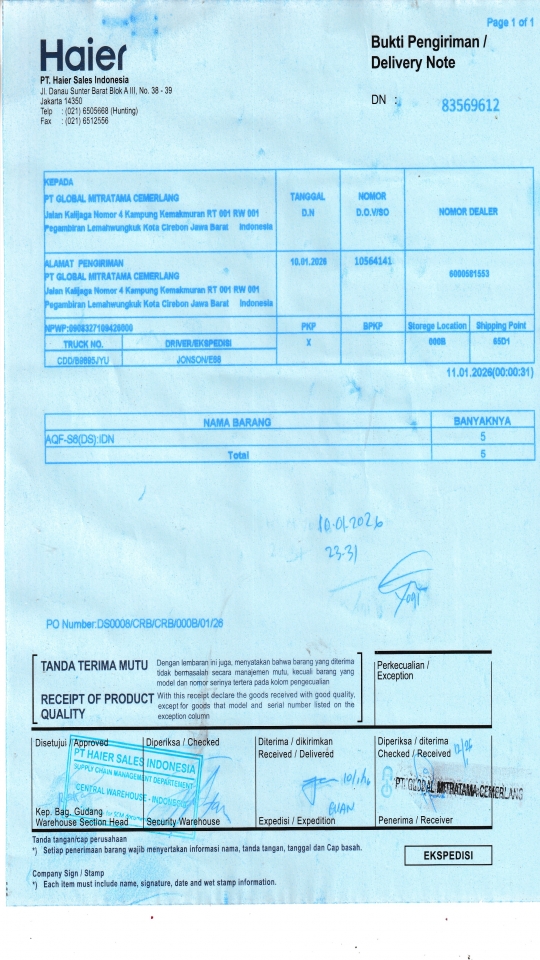 Page 1 of 1
Haier
Bukti Pengiriman /
Delivery Note
PT. Haier Sales Indonesia
Jl. Danau Sunter Barat Blok A III, No. 38 - 39
Jakarta 14350
Telp : (021) 6505668 (Hunting)
Fax : (021) 6512556
DN : 83569612
KEPADA
PT GLOBAL MITRATAMA CEMERLANG
Jalan Kalijaga Nomor 4 Kampung Kemakmuran RT 001 RW 001
Pegambiran Lemahwungkuk Kota Cirebon Jawa Barat Indonesia
TANGGAL
D.N
NOMOR
D.O.V/SO
NOMOR DEALER
ALAMAT PENGIRIMAN
PT GLOBAL MITRATAMA CEMERLANG
Jalan Kalijaga Nomor 4 Kampung Kemakmuran RT 001 RW 001
Pegambiran Lemahwungkuk Kota Cirebon Jawa Barat Indonesia
10.01.2026
10564141
6000581553
PKP
SPKP
Storege Location
Shipping Point
TRUCK NO.
DRIVER/EKSPEDISI
X
000B
65D1
JONSON/E66
11.01.2026(00:00:31)
NAMA BARANG
BANYAKNYA
AQF-S6(DS):IDN
5
Total
5
10.01.2026
23.31
Yogi
PO Number:DS0008/CRB/CRB/000B/01/26
TANDA TERIMA MUTU
Dengan lembaran ini juga, menyatakan bahwa barang yang diterima
tidak bermasalah secara manajemen mutu, kecuali barang yang
model dan nomor serinya tertera pada kolom pengecualian
RECEIPT OF PRODUCT
QUALITY
With this receipt declare the goods received with good quality,
except for goods that model and serial number listed on the
exception column
Perkecualian /
Exception
Disetujui / Approved
Diperiksa / Checked
Diterima / dikirimkan
Received / Delivered
Diperiksa / diterima
Checked / Received
PT HAIER SALES INDONESIA
SUPPLY CHAIN MANAGEMENT DEPARTEMENT
CENTRAL WAREHOUSE - INDONESIA
PT. GLOBAL MITRATAMA CEMERLANG
Kep. Bag. Gudang
Warehouse Section Head
Security Warehouse
Expedisi / Expedition
Penerima / Receiver
Tanda tangan/cap perusahaan
*) Setiap penerimaan barang wajib menyertakan informasi nama, tanda tangan, tanggal dan Cap basah.
EKSPEDISI
Company Sign / Stamp
*) Each item must include name, signature, date and wet stamp information.